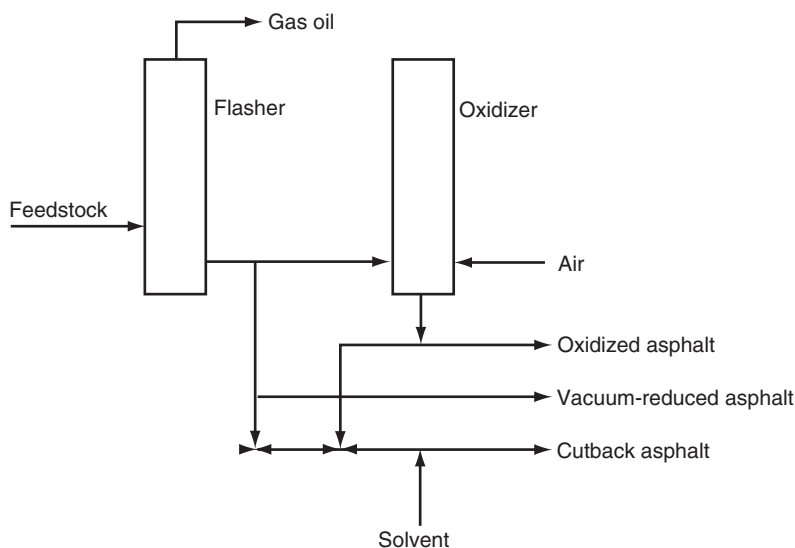 Gas oil
Flasher
Oxidizer
Feedstock
Air
Oxidized asphalt
Vacuum-reduced asphalt
Cutback asphalt
Solvent